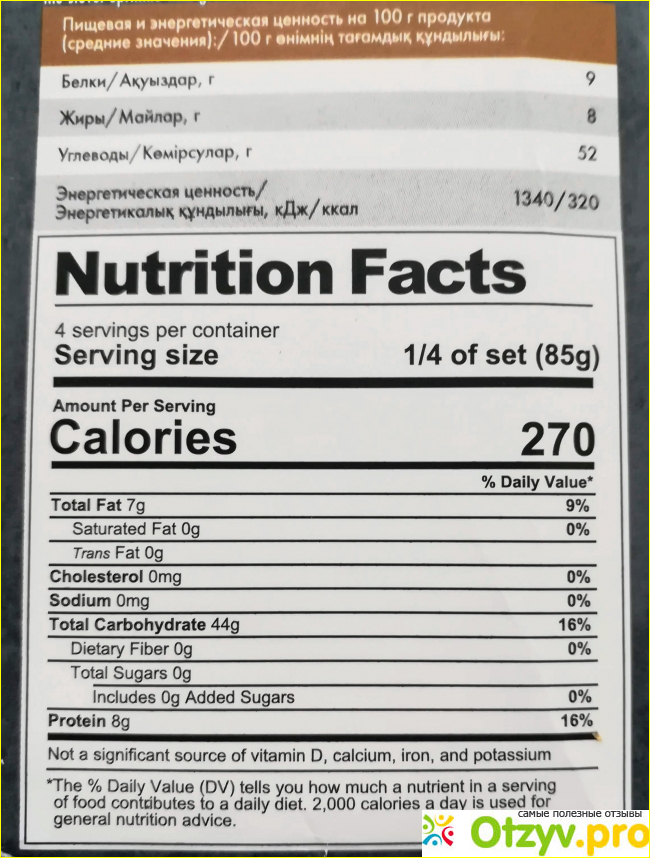 Пищевая и энергетическая ценность на 100 г продукта
(средние значения):/100 г өнімнің тағамдық құндылығы:
Белки/Ақуыздар, г 9
Жиры/Майлар, г 8
Углеводы/Көмірсулар, г 52
Энергетическая ценность/
Энергетикалық құндылығы, кДж/ккал 1340/320
Nutrition Facts
4 servings per container
Serving size 1/4 of set (85g)
Amount Per Serving
Calories 270
% Daily Value*
Total Fat 7g 9%
Saturated Fat 0g 0%
Trans Fat 0g
Cholesterol 0mg 0%
Sodium 0mg 0%
Total Carbohydrate 44g 16%
Dietary Fiber 0g 0%
Total Sugars 0g
Includes 0g Added Sugars 0%
Protein 8g 16%
Not a significant source of vitamin D, calcium, iron, and potassium
*The % Daily Value (DV) tells you how much a nutrient in a serving
of food contributes to a daily diet. 2,000 calories a day is used for
general nutrition advice.
самые полезные отзывы
Otzyv.pro